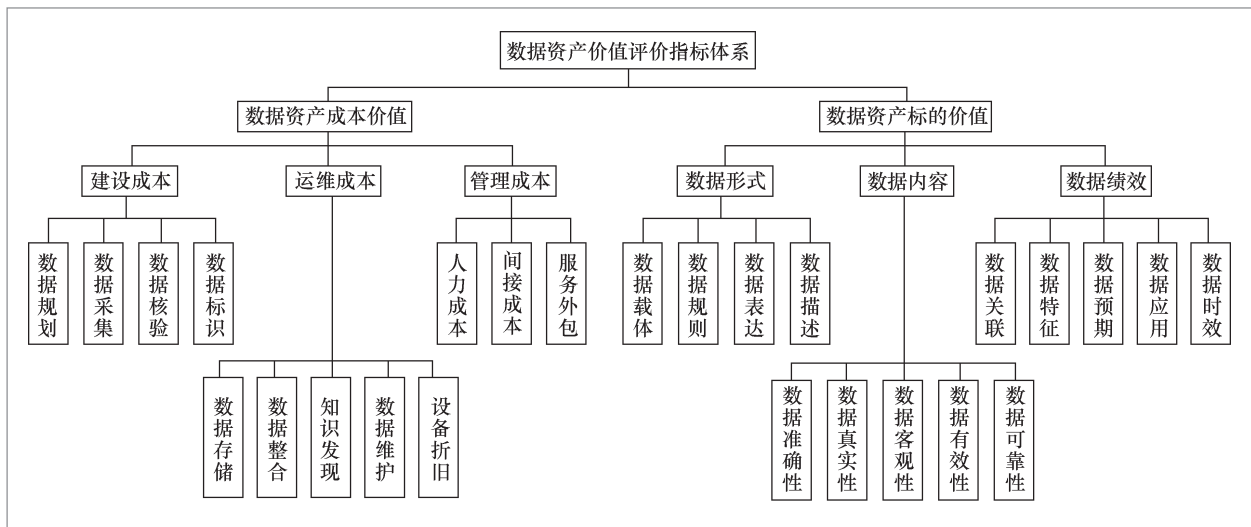 数据资产价值评价指标体系
数据资产成本价值
数据资产标的价值
建设成本
运维成本
管理成本
数据形式
数据内容
数据绩效
数据规划
数据采集
数据核验
数据标识
人力成本
间接成本
服务外包
数据载体
数据规则
数据表达
数据描述
数据关联
数据特征
数据预期
数据应用
数据时效
数据存储
数据整合
知识发现
数据维护
设备折旧
数据准确性
数据真实性
数据客观性
数据有效性
数据可靠性